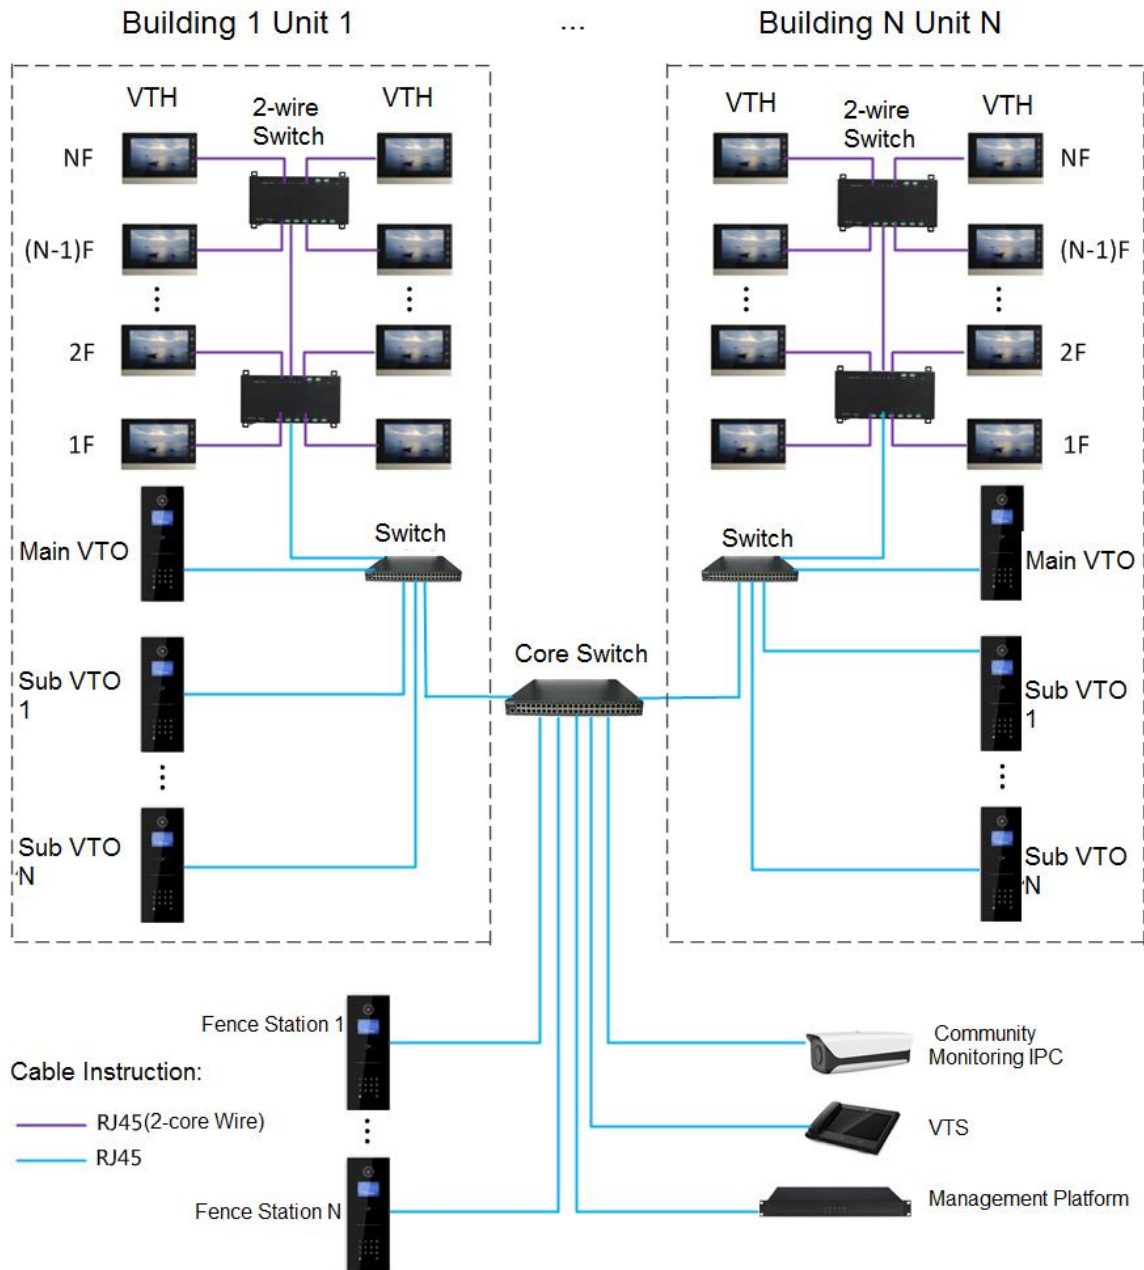 Building 1 Unit 1
...
Building N Unit N
VTH
2-wire
Switch
VTH
NF
(N-1)F
2F
1F
Main VTO
Switch
Sub VTO
1
Sub VTO
N
VTH
2-wire
Switch
VTH
NF
(N-1)F
2F
1F
Switch
Main VTO
Sub VTO
1
Sub VTO
N
Core Switch
Fence Station 1
Fence Station N
Cable Instruction:
RJ45(2-core Wire)
RJ45
Community
Monitoring IPC
VTS
Management Platform